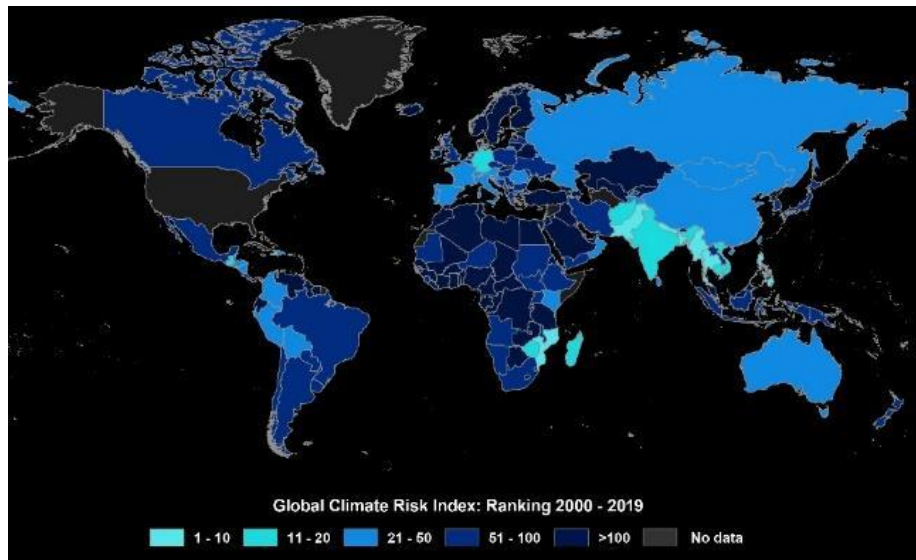 Global Climate Risk Index: Ranking 2000 - 2019
1 - 10 11 - 20 21 - 50 51 - 100 >100 No data